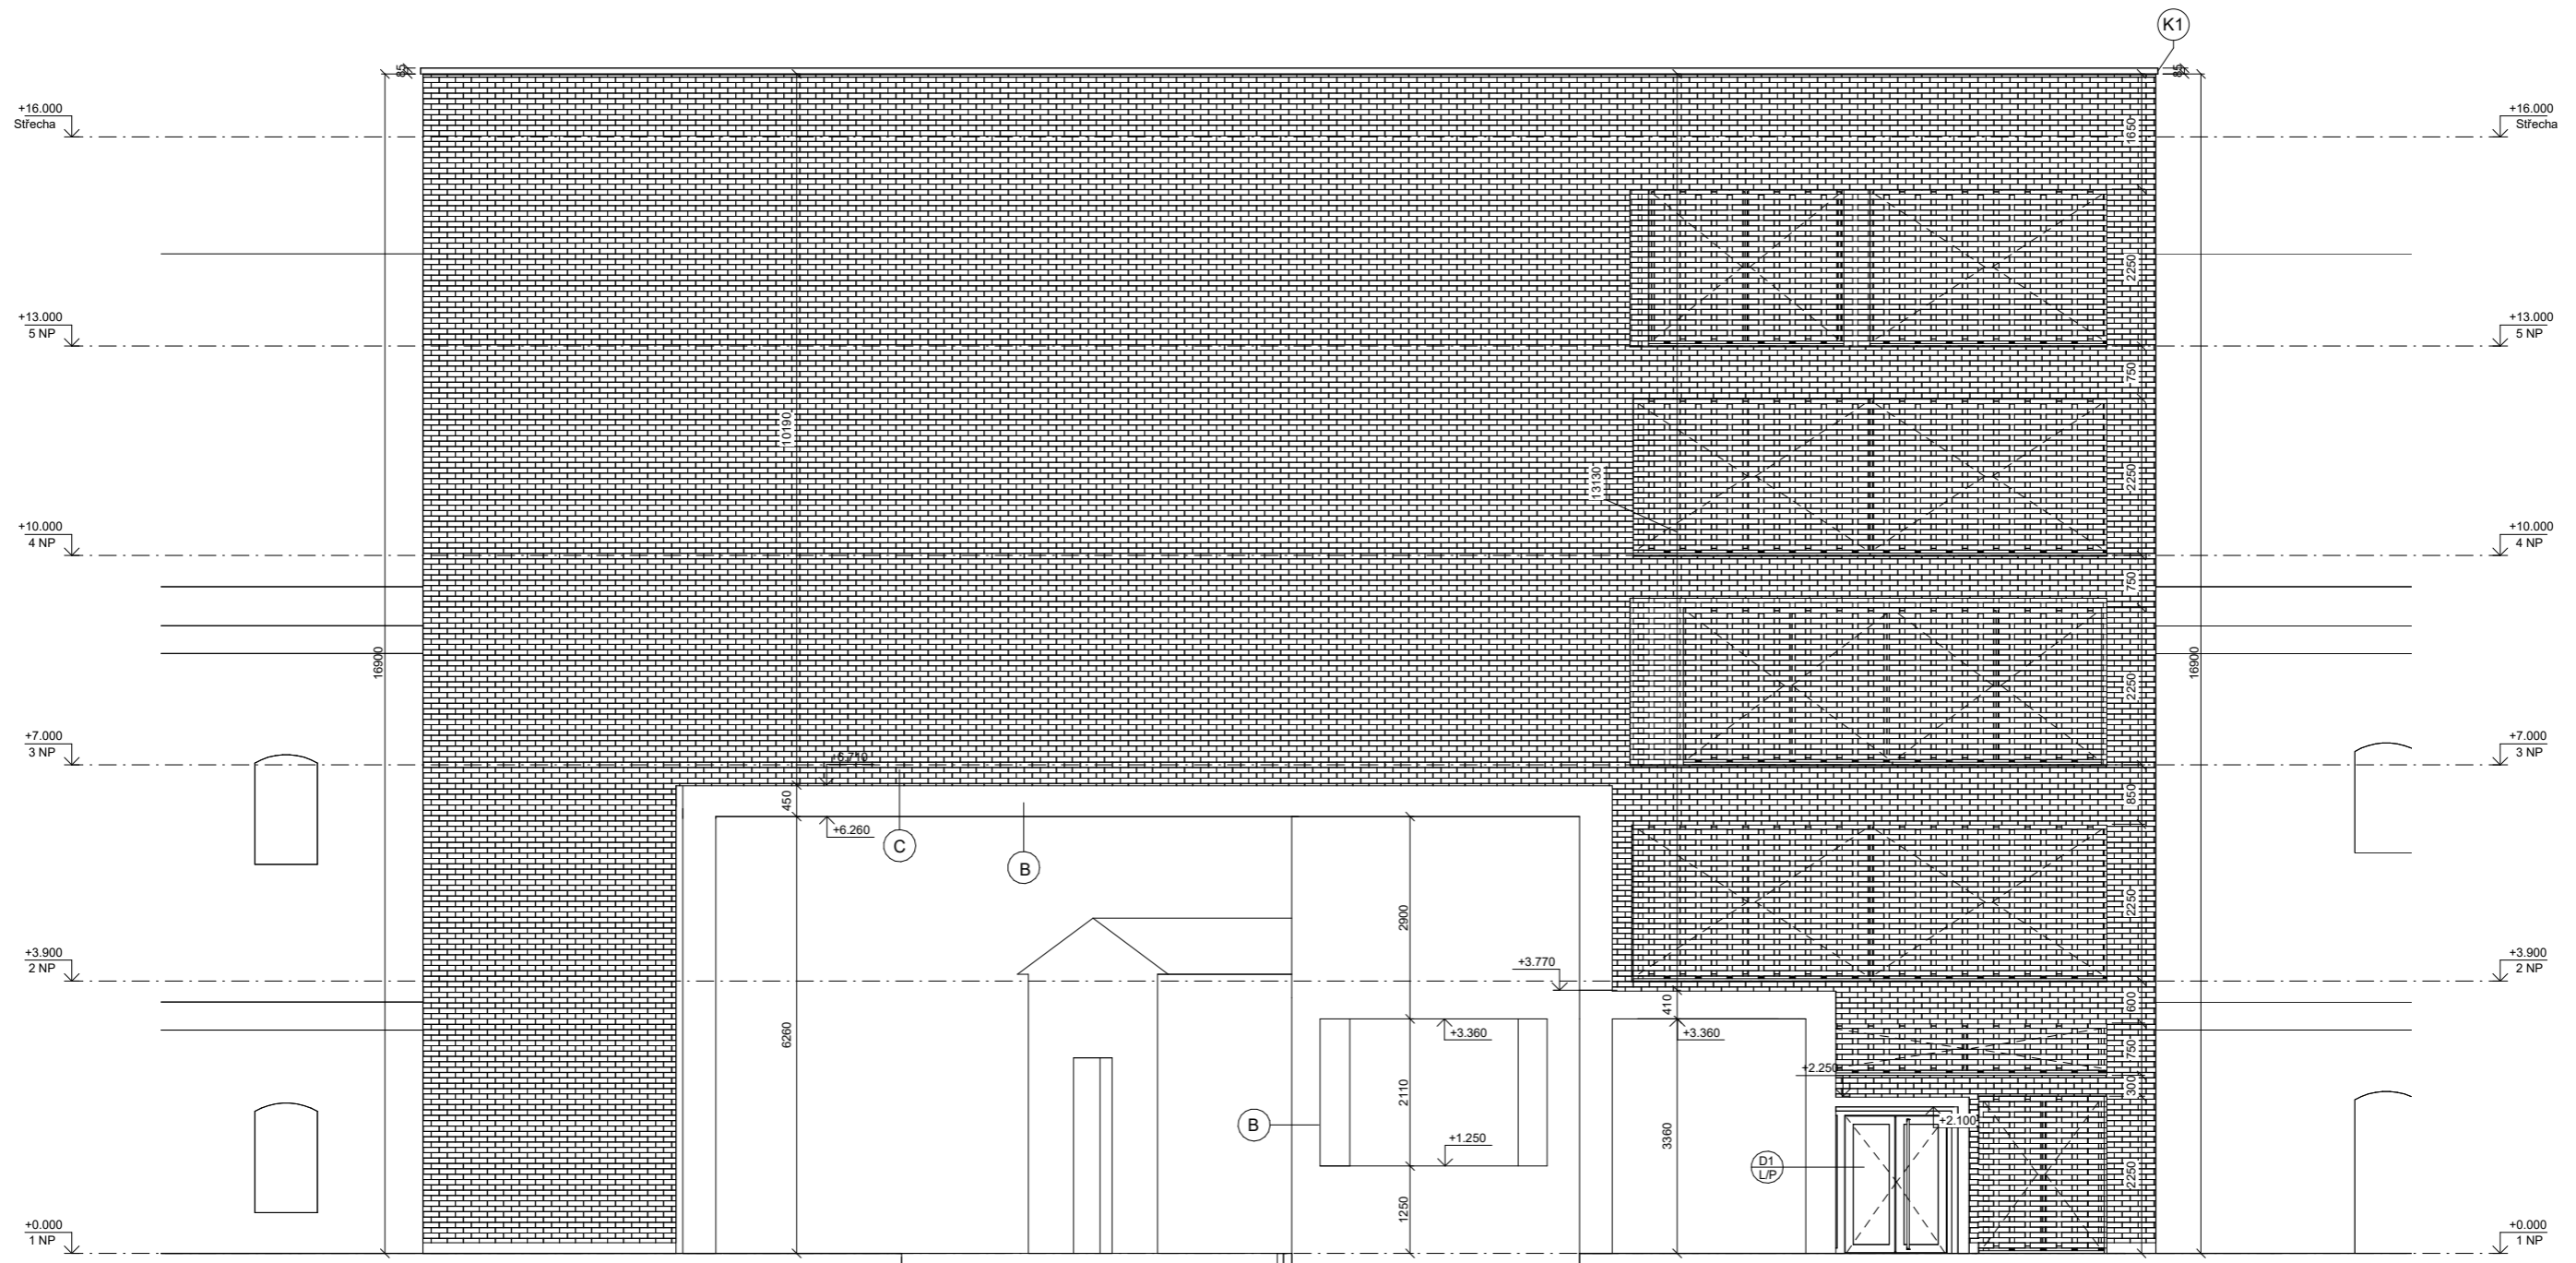 K1
85
85
+16.000
Střecha
+16.000
Střecha
1650
2250
+13.000
5 NP
+13.000
5 NP
750
10190
13130
2250
+10.000
4 NP
+10.000
4 NP
750
16900
16900
2250
+7.000
3 NP
+6.710
+7.000
3 NP
450
850
+6.260
C
B
2900
2250
+3.900
2 NP
+3.770
+3.900
2 NP
410
600
6260
+3.360
+3.360
750
+2.250
300
2110
B
+2.100
+1.250
3360
D1
L/P
2250
1250
+0.000
1 NP
+0.000
1 NP